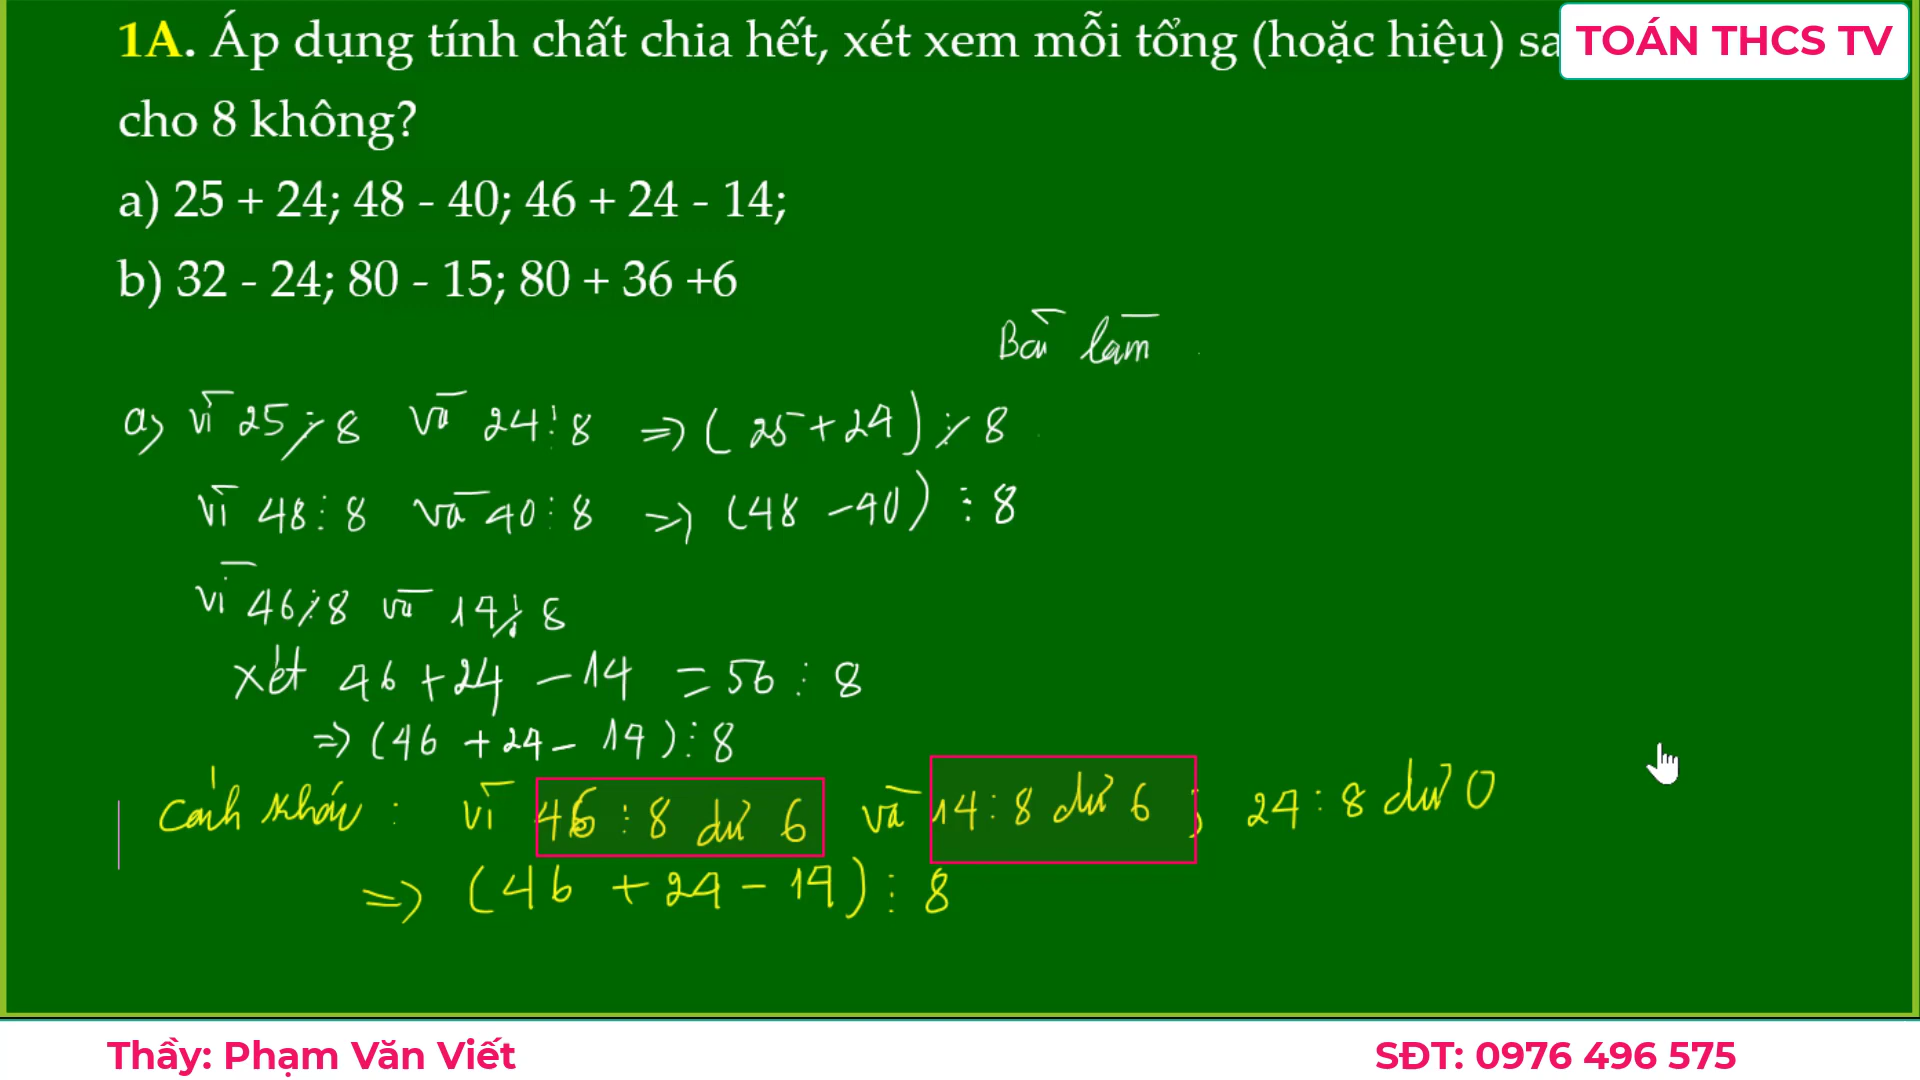 1A. Áp dụng tính chất chia hết, xét xem mỗi tổng (hoặc hiệu) sa
TOÁN THCS TV
cho 8 không?
a) 25 + 24; 48 - 40; 46 + 24 - 14;
b) 32 - 24; 80 - 15; 80 + 36 +6
Bài làm
a) Vì 25 ⋮̸ 8 và 24 ⋮ 8 => (25 + 24) ⋮̸ 8
Vì 48 ⋮ 8 và 40 ⋮ 8 => (48 - 40) ⋮ 8
Vì 46 ⋮̸ 8 và 14 ⋮̸ 8
Xét 46 + 24 - 14 = 56 ⋮ 8
=> (46 + 24 - 14) ⋮ 8
Cách khác : Vì 46 : 8 dư 6 và 14 : 8 dư 6 ; 24 : 8 dư 0
=> (46 + 24 - 14) ⋮ 8
Thầy: Phạm Văn Viết
SĐT: 0976 496 575